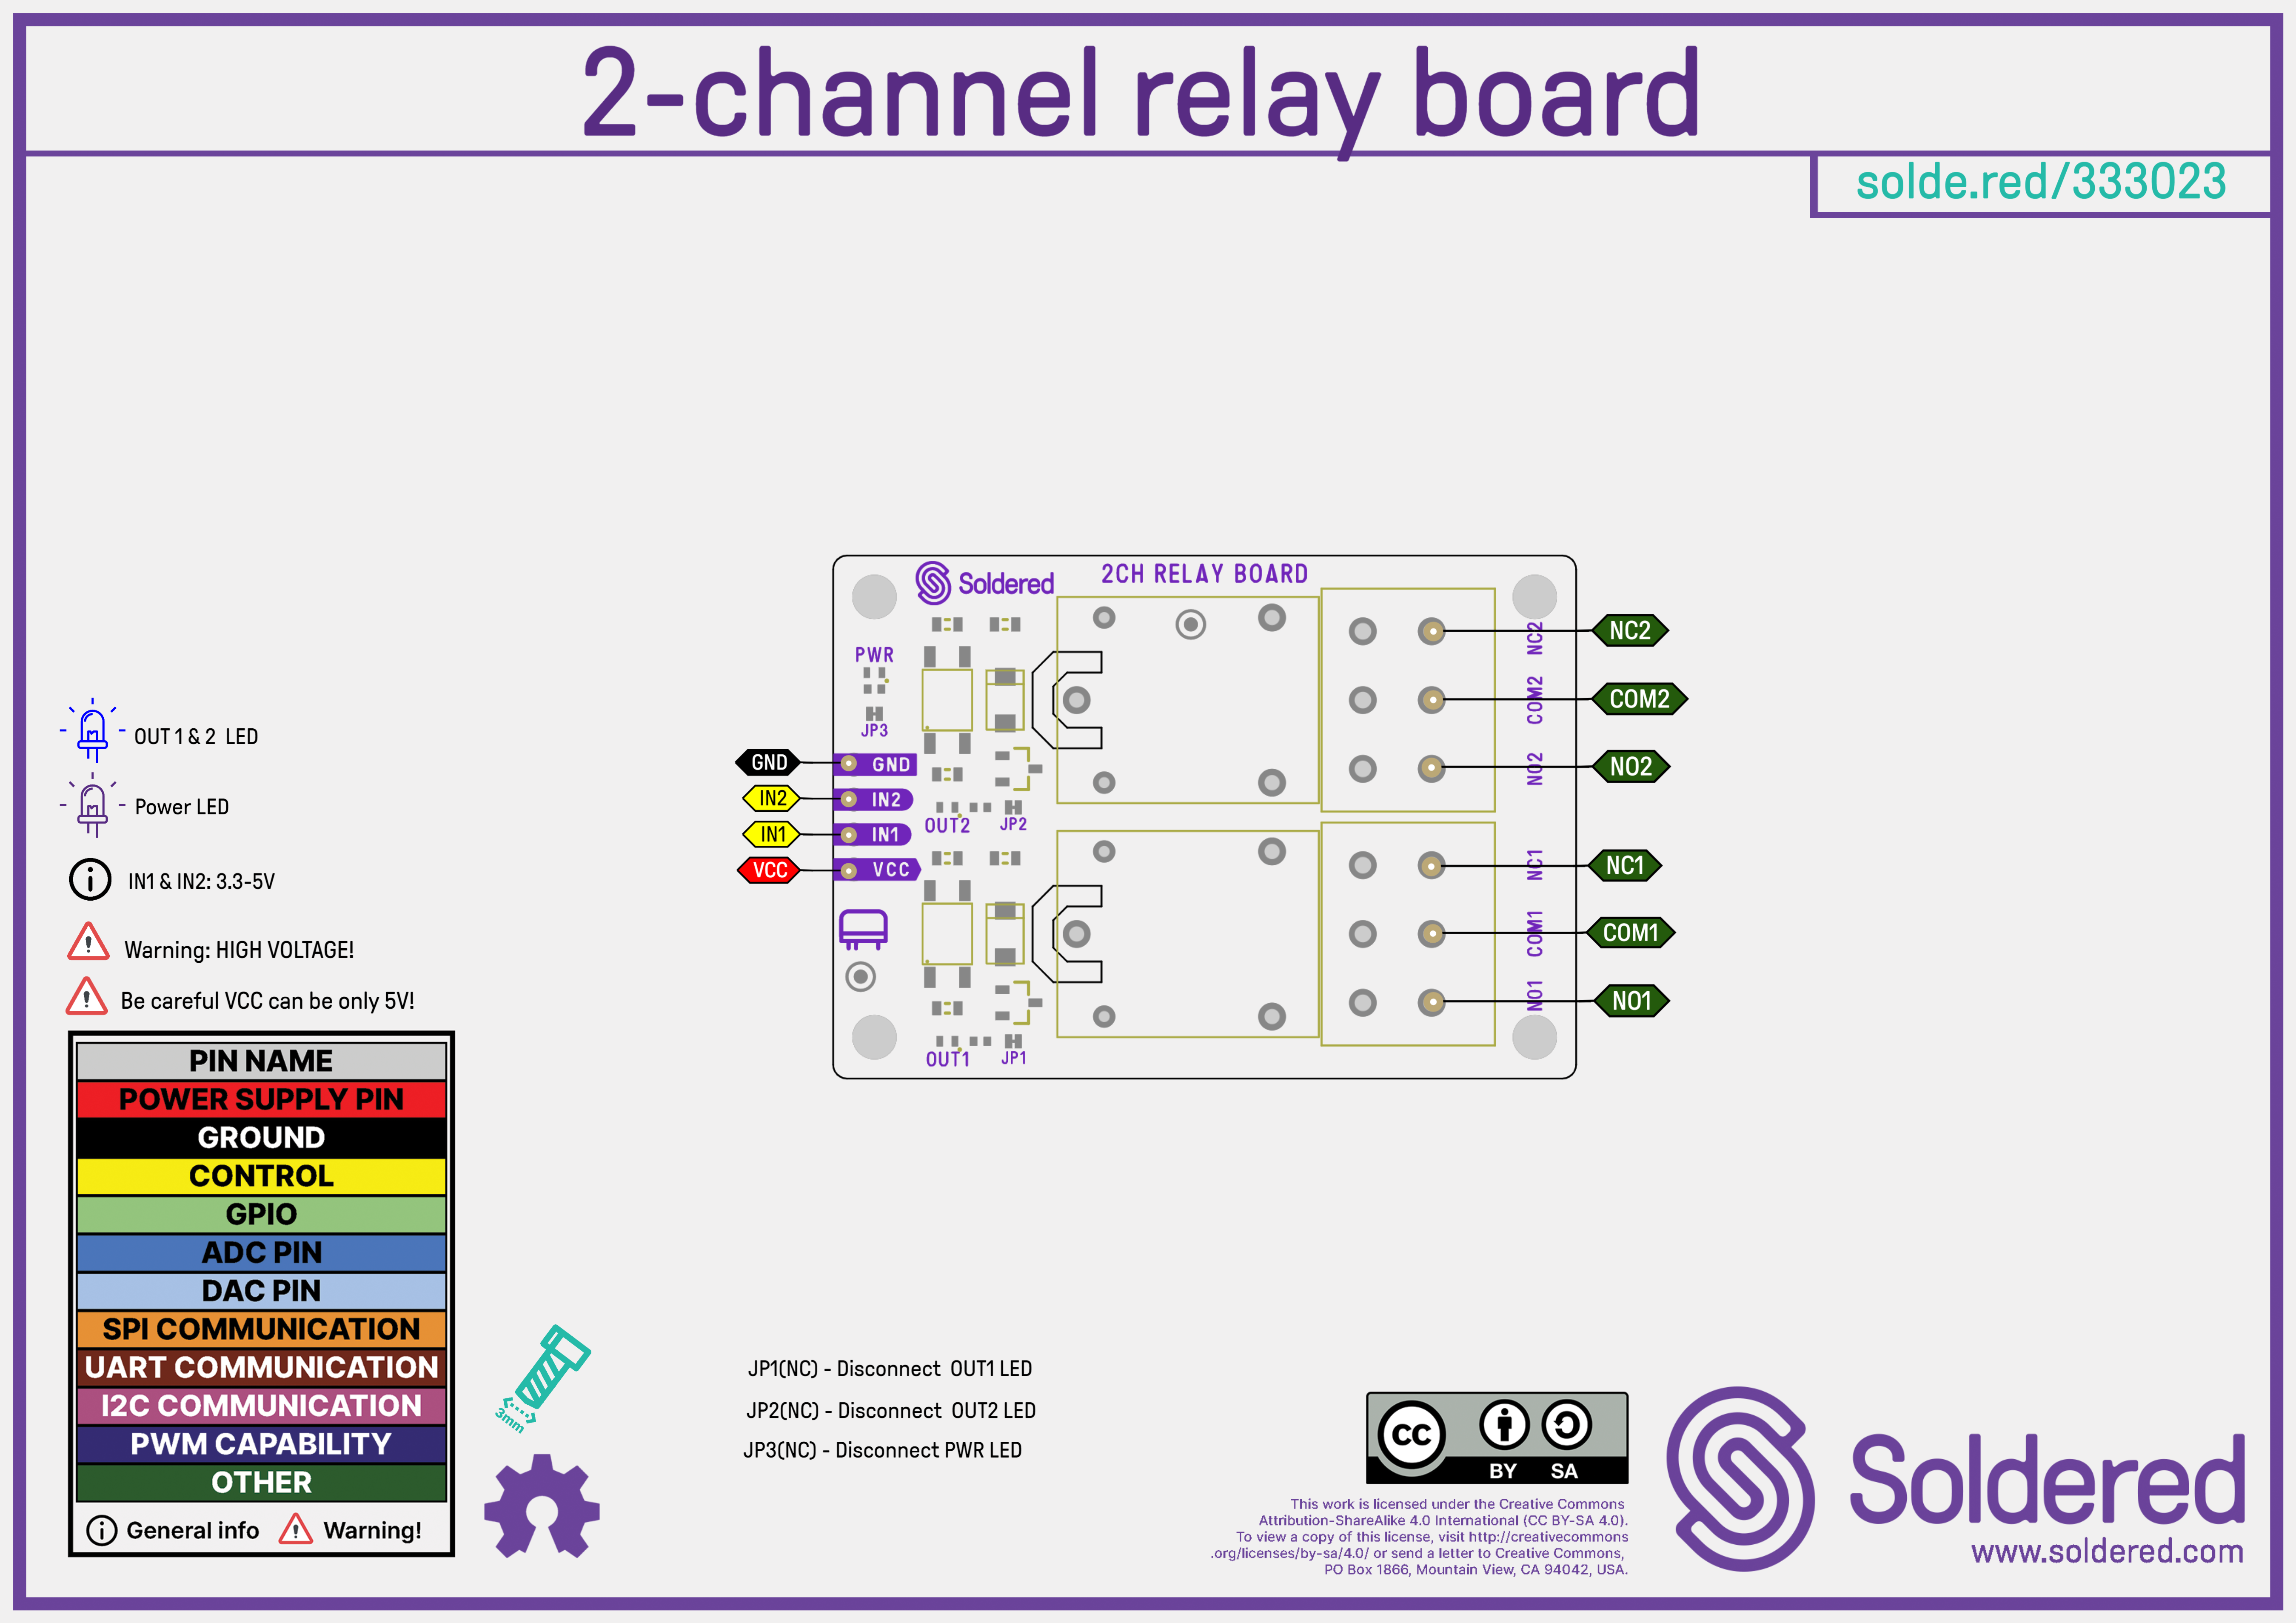 2-channel relay board
solde.red/333023
Soldered
2CH RELAY BOARD
PWR
JP3
GND
IN2
IN1
VCC
GND
IN2
IN1
VCC
OUT2
JP2
OUT1
JP1
NC2
COM2
NO2
NC1
COM1
NO1
NC2
COM2
NO2
NC1
COM1
NO1
OUT 1 & 2 LED
Power LED
IN1 & IN2: 3.3-5V
Warning: HIGH VOLTAGE!
Be careful VCC can be only 5V!
PIN NAME
POWER SUPPLY PIN
GROUND
CONTROL
GPIO
ADC PIN
DAC PIN
SPI COMMUNICATION
UART COMMUNICATION
I2C COMMUNICATION
PWM CAPABILITY
OTHER
General info Warning!
3mm
JP1(NC) - Disconnect OUT1 LED
JP2(NC) - Disconnect OUT2 LED
JP3(NC) - Disconnect PWR LED
CC
BY SA
This work is licensed under the Creative Commons
Attribution-ShareAlike 4.0 International (CC BY-SA 4.0).
To view a copy of this license, visit http://creativecommons
.org/licenses/by-sa/4.0/ or send a letter to Creative Commons,
PO Box 1866, Mountain View, CA 94042, USA.
Soldered
www.soldered.com